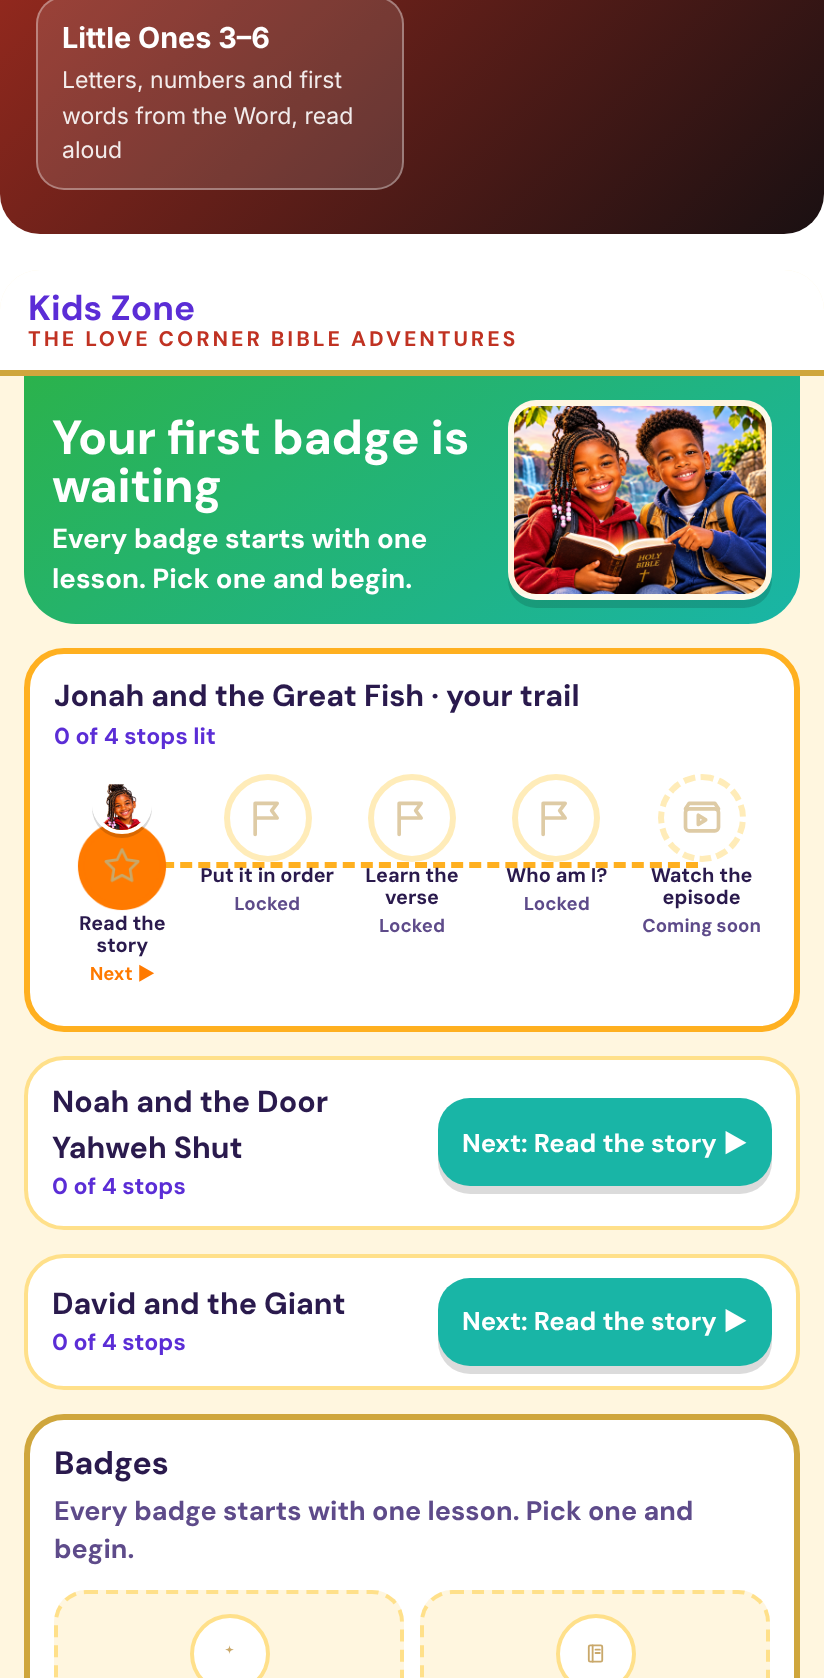 Little Ones 3–6
Letters, numbers and first
words from the Word, read
aloud
Kids Zone
THE LOVE CORNER BIBLE ADVENTURES
Your first badge is
waiting
Every badge starts with one
lesson. Pick one and begin.
HOLY
BIBLE
Jonah and the Great Fish · your trail
0 of 4 stops lit
Read the
story
Next ▶
Put it in order
Locked
Learn the
verse
Locked
Who am I?
Locked
Watch the
episode
Coming soon
Noah and the Door
Yahweh Shut
0 of 4 stops
Next: Read the story ▶
David and the Giant
0 of 4 stops
Next: Read the story ▶
Badges
Every badge starts with one lesson. Pick one and
begin.